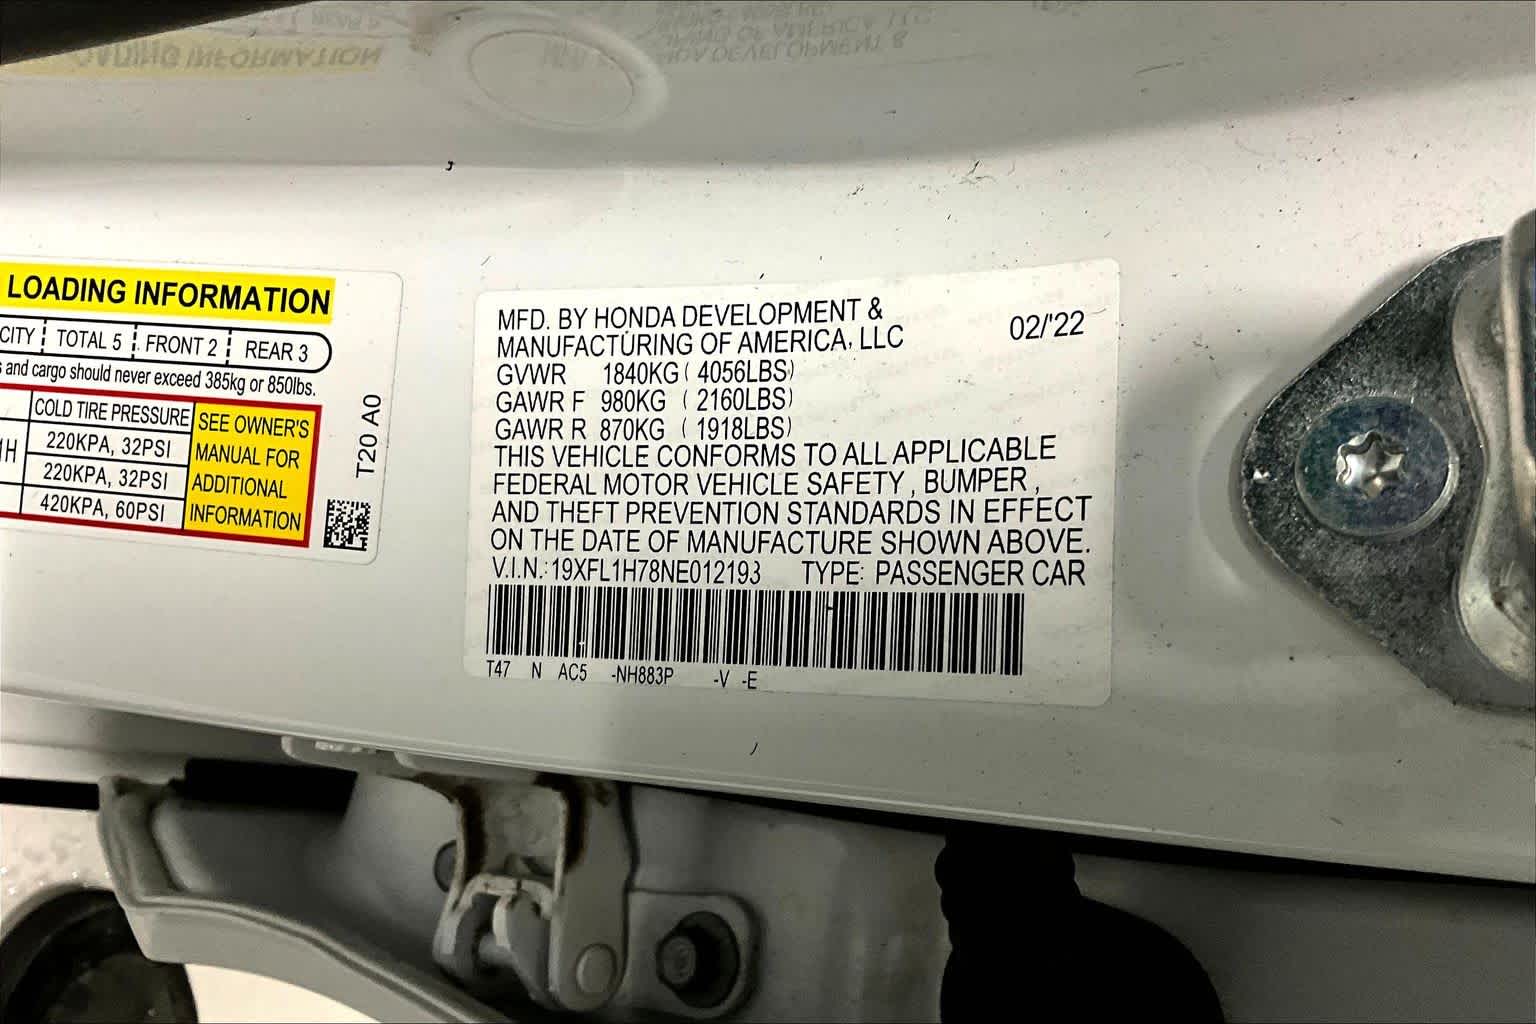 LOADING INFORMATION
CITY TOTAL 5 FRONT 2 REAR 3
and cargo should never exceed 385kg or 850lbs.
COLD TIRE PRESSURE
220KPA, 32PSI
220KPA, 32PSI
420KPA, 60PSI
SEE OWNER'S
MANUAL FOR
ADDITIONAL
INFORMATION
T20 A0
MFD. BY HONDA DEVELOPMENT &
MANUFACTURING OF AMERICA, LLC
02/'22
GVWR 1840KG ( 4056LBS)
GAWR F 980KG ( 2160LBS)
GAWR R 870KG ( 1918LBS)
THIS VEHICLE CONFORMS TO ALL APPLICABLE
FEDERAL MOTOR VEHICLE SAFETY , BUMPER ,
AND THEFT PREVENTION STANDARDS IN EFFECT
ON THE DATE OF MANUFACTURE SHOWN ABOVE.
V.I.N.: 19XFL1H78NE012193 TYPE: PASSENGER CAR
T47 N AC5 -NH883P -V -E